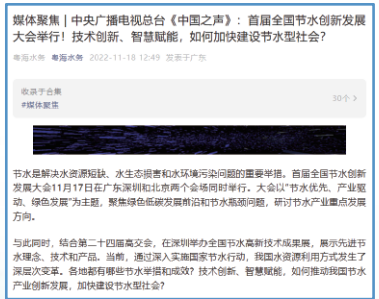 媒体聚焦 | 中央广播电视总台《中国之声》：首届全国节水创新发展
大会举行！技术创新、智慧赋能，如何加快建设节水型社会？
粤海水务 粤海水务 2022-11-18 12:49 发表于广东
收录于合集
#媒体聚焦
30个 >
节水是解决水资源短缺、水生态损害和水环境污染问题的重要举措。首届全国节水创新
发展大会11月17日在广东深圳和北京两个会场同时举行。大会以“节水优先、产业驱
动、绿色发展”为主题，聚焦绿色低碳发展前沿和节水瓶颈问题，研讨节水产业重点发展
方向。
与此同时，结合第二十四届高交会，在深圳举办全国节水高新技术成果展，展示先进节
水理念、技术和产品。当前，通过深入实施国家节水行动，我国水资源利用方式发生了
深层次变革。各地都有哪些节水举措和成效？技术创新、智慧赋能，如何推动我国节水
产业创新发展，加快建设节水型社会？